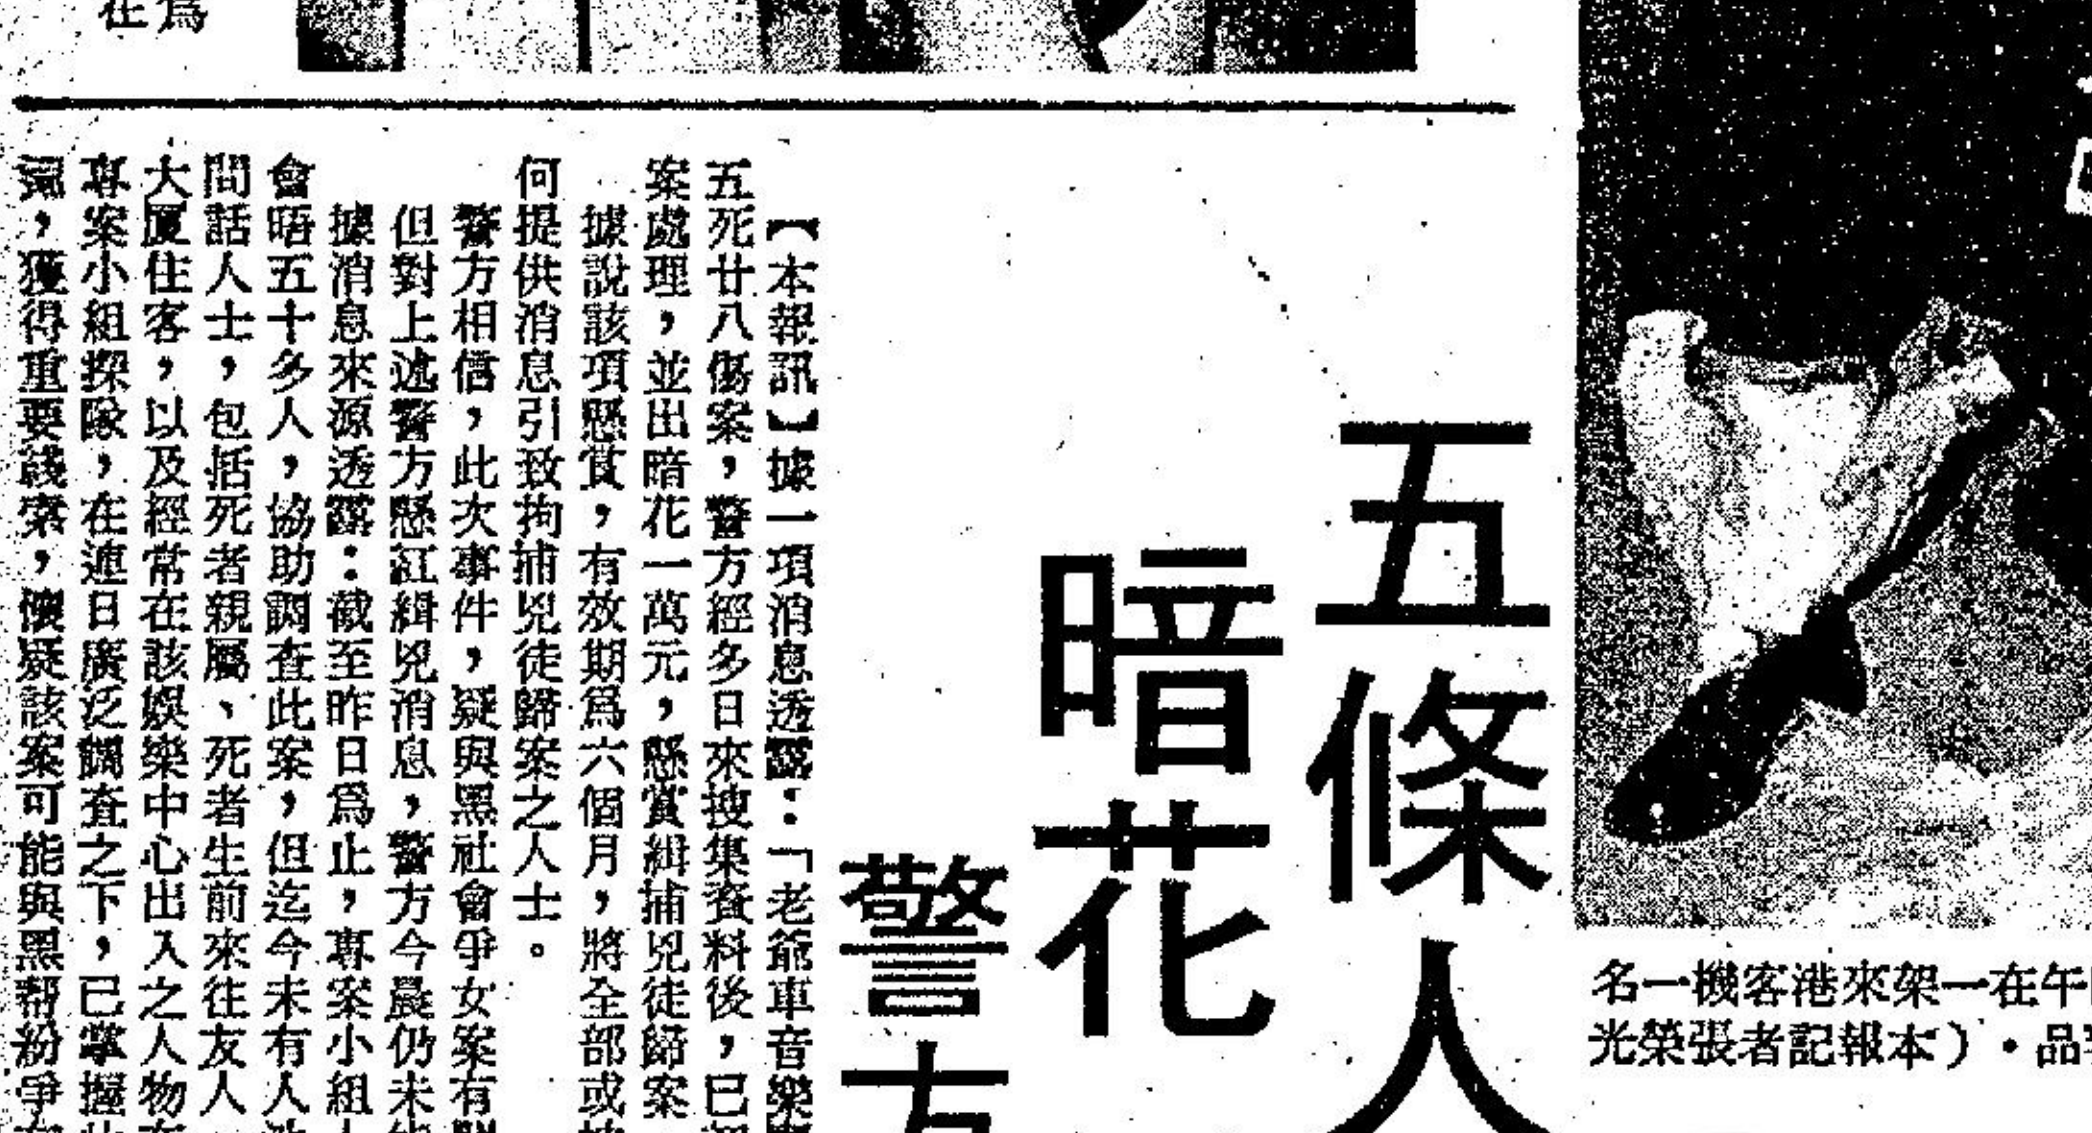 五條人
暗花
警方
【本報訊】據一項消息透露：「老爺車音樂
五死廿八傷案，警方經多日來搜集資料後，已
案處理，並出暗花一萬元，懸賞緝捕兇徒歸案
據說該項懸賞，有效期為六個月，將全部或
何提供消息引致拘捕兇徒歸案之人士。
警方相信，此次事件，疑與黑社會爭女案有
但對上述警方懸紅緝兇消息，警方今晨仍未
據消息來源透露：截至昨日為止，專案小組
會晤五十多人，協助調查此案，但迄今未有人
問話人士，包括死者親屬、死者生前來往友人
大厦住客，以及經常在該娛樂中心出入之人物
專案小組探隊，在連日廣泛調查之下，已掌握
洞，獲得重要綫索，懷疑該案可能與黑幫紛爭
名一機客港來架一在午
光榮張者記報本）・品
在為